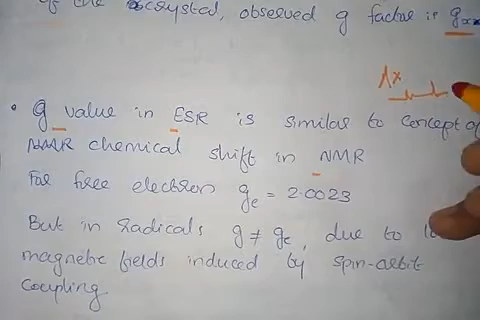 of the crystal, observed g factor is gxx
Λx
• g value in ESR is similar to concept of
NMR chemical shift in NMR
For free electron ge = 2.0023
But in radicals g ≠ ge, due to
magnetic fields induced by spin-orbit
coupling